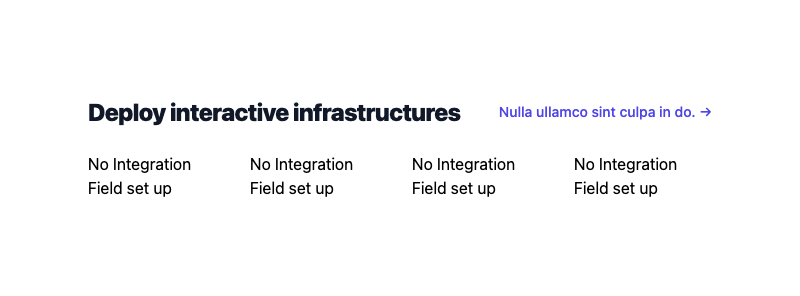 Deploy interactive infrastructures
Nulla ullamco sint culpa in do. →
No Integration Field set up
No Integration Field set up
No Integration Field set up
No Integration Field set up